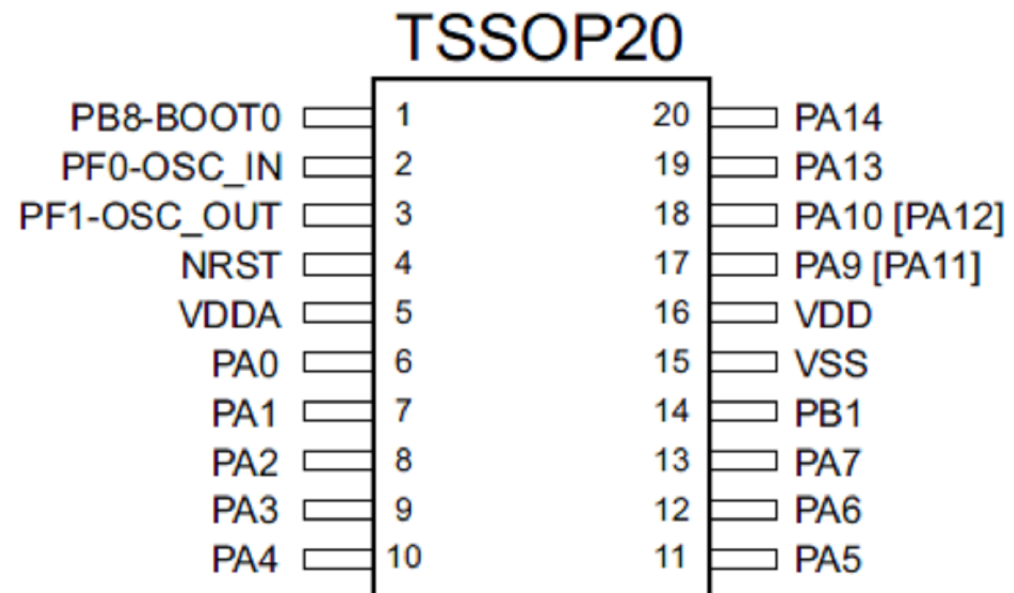 TSSOP20
PB8-BOOT0 1 20 PA14
PF0-OSC_IN 2 19 PA13
PF1-OSC_OUT 3 18 PA10 [PA12]
NRST 4 17 PA9 [PA11]
VDDA 5 16 VDD
PA0 6 15 VSS
PA1 7 14 PB1
PA2 8 13 PA7
PA3 9 12 PA6
PA4 10 11 PA5